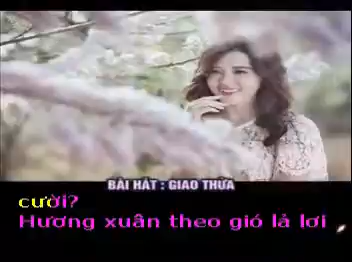 BÀI HÁT : GIAO THỪA
cười?
Hương xuân theo gió lả lơi